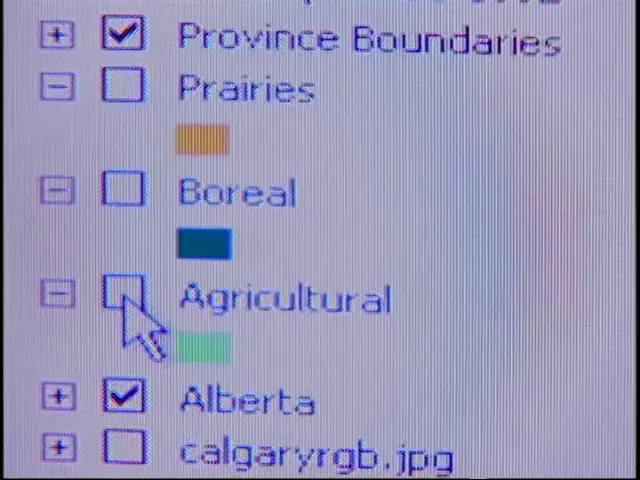 Province Boundaries
Prairies
Boreal
Agricultural
Alberta
calgaryrgb.jpg